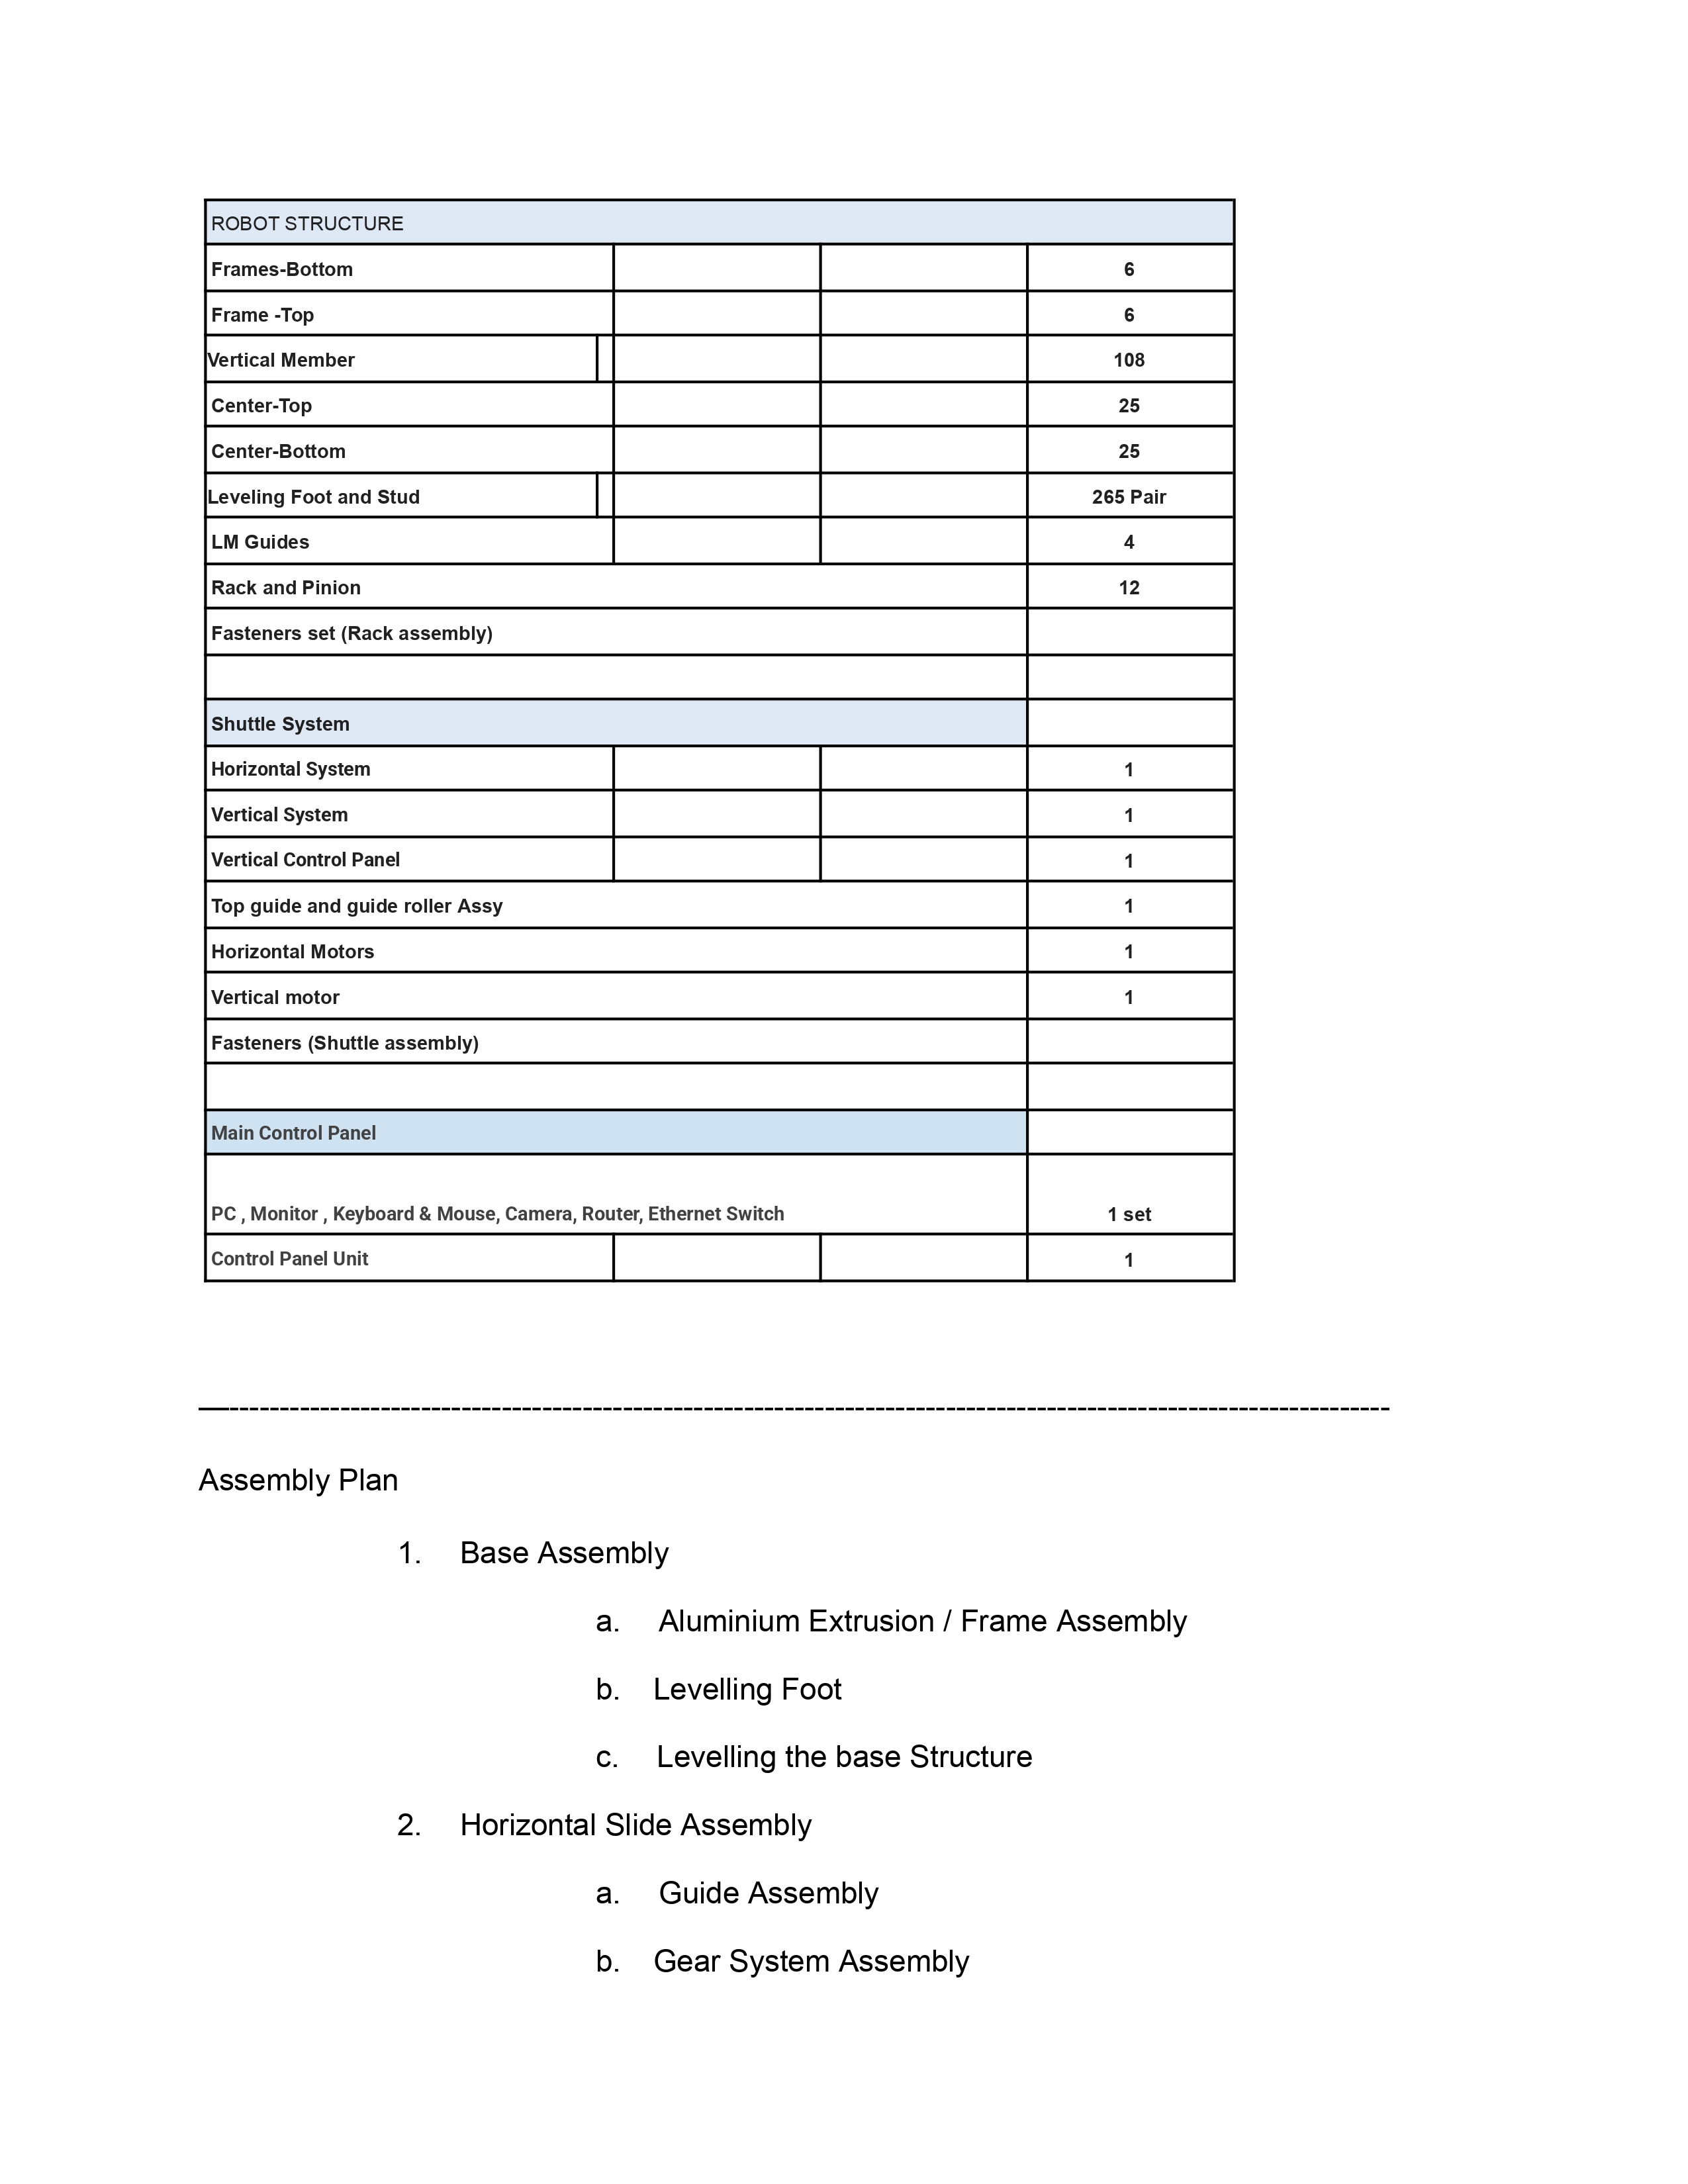 ROBOT STRUCTURE
Frames-Bottom 6
Frame -Top 6
Vertical Member 108
Center-Top 25
Center-Bottom 25
Leveling Foot and Stud 265 Pair
LM Guides 4
Rack and Pinion 12
Fasteners set (Rack assembly)
Shuttle System
Horizontal System 1
Vertical System 1
Vertical Control Panel 1
Top guide and guide roller Assy 1
Horizontal Motors 1
Vertical motor 1
Fasteners (Shuttle assembly)
Main Control Panel
PC , Monitor , Keyboard & Mouse, Camera, Router, Ethernet Switch 1 set
Control Panel Unit 1
Assembly Plan
1. Base Assembly
a. Aluminium Extrusion / Frame Assembly
b. Levelling Foot
c. Levelling the base Structure
2. Horizontal Slide Assembly
a. Guide Assembly
b. Gear System Assembly